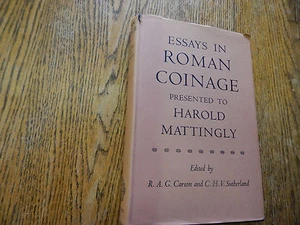 ESSAYS IN
ROMAN
COINAGE
PRESENTED TO
HAROLD
MATTINGLY
Edited by
R. A. G. Carson and C. H. V. Sutherland